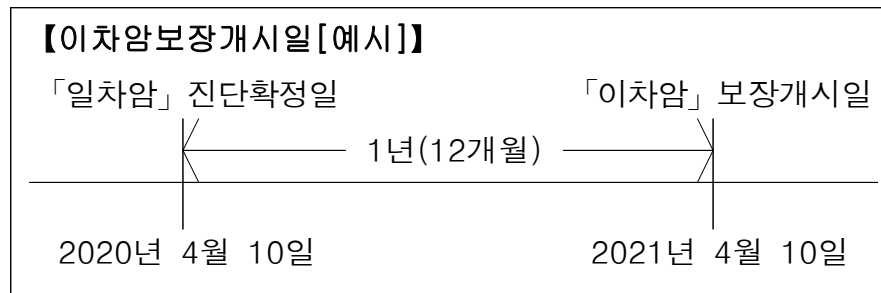 【이차암보장개시일[예시]】
「일차암」진단확정일 「이차암」보장개시일
1년(12개월)
2020년 4월 10일 2021년 4월 10일